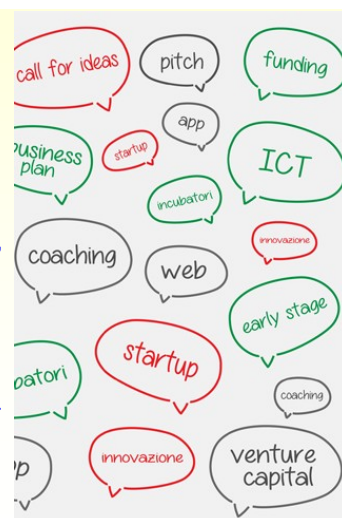 call for ideas
pitch
funding
app
startup
business
plan
ICT
incubatori
innovazione
coaching
web
early stage
startup
batori
coaching
innovazione
venture
capital